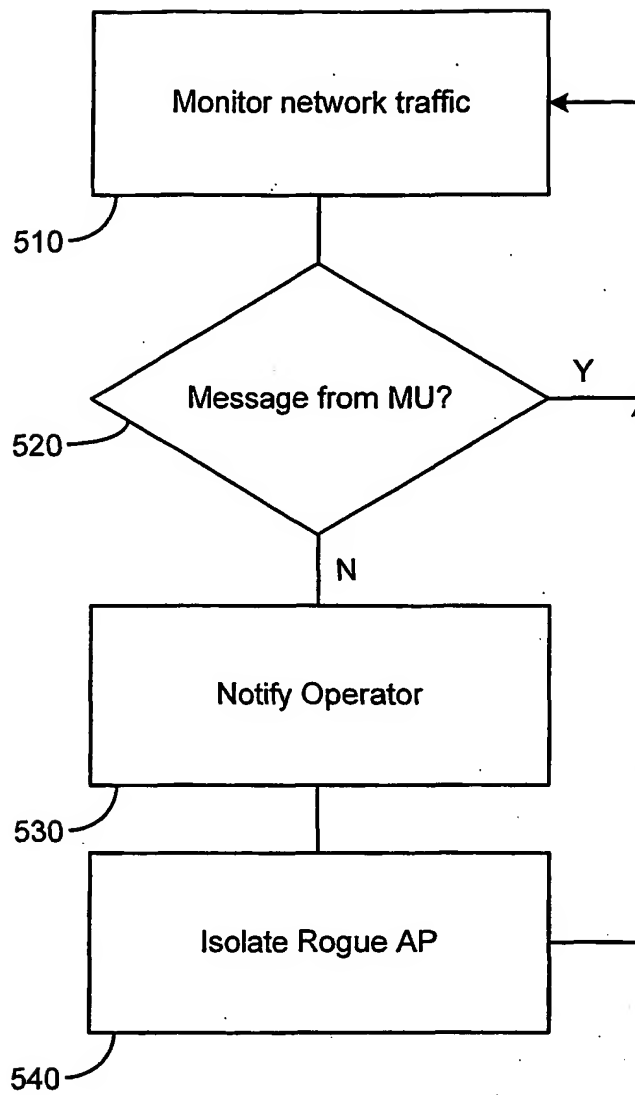 Monitor network traffic
510
Message from MU?
Y
520
N
Notify Operator
530
Isolate Rogue AP
540